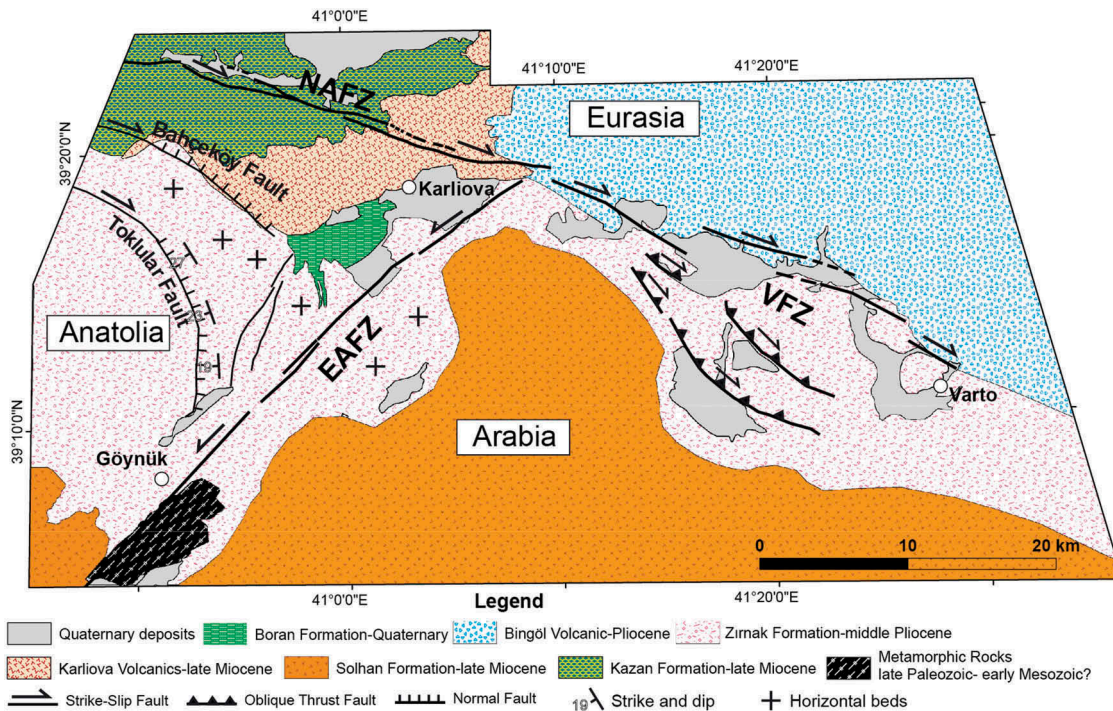 41°0'0"E
41°10'0"E
41°20'0"E
NAFZ
Eurasia
39°20'0"N
Bahçeköy Fault
Karliova
Toklular Fault
Anatolia
EAFZ
VFZ
19
Varto
39°10'0"N
Arabia
Göynük
0 10 20 km
41°0'0"E
41°20'0"E
Legend
Quaternary deposits
Boran Formation-Quaternary
Bingöl Volcanic-Pliocene
Zırnak Formation-middle Pliocene
Karliova Volcanics-late Miocene
Solhan Formation-late Miocene
Kazan Formation-late Miocene
Metamorphic Rocks
late Paleozoic- early Mesozoic?
Strike-Slip Fault
Oblique Thrust Fault
Normal Fault
19
Strike and dip
Horizontal beds